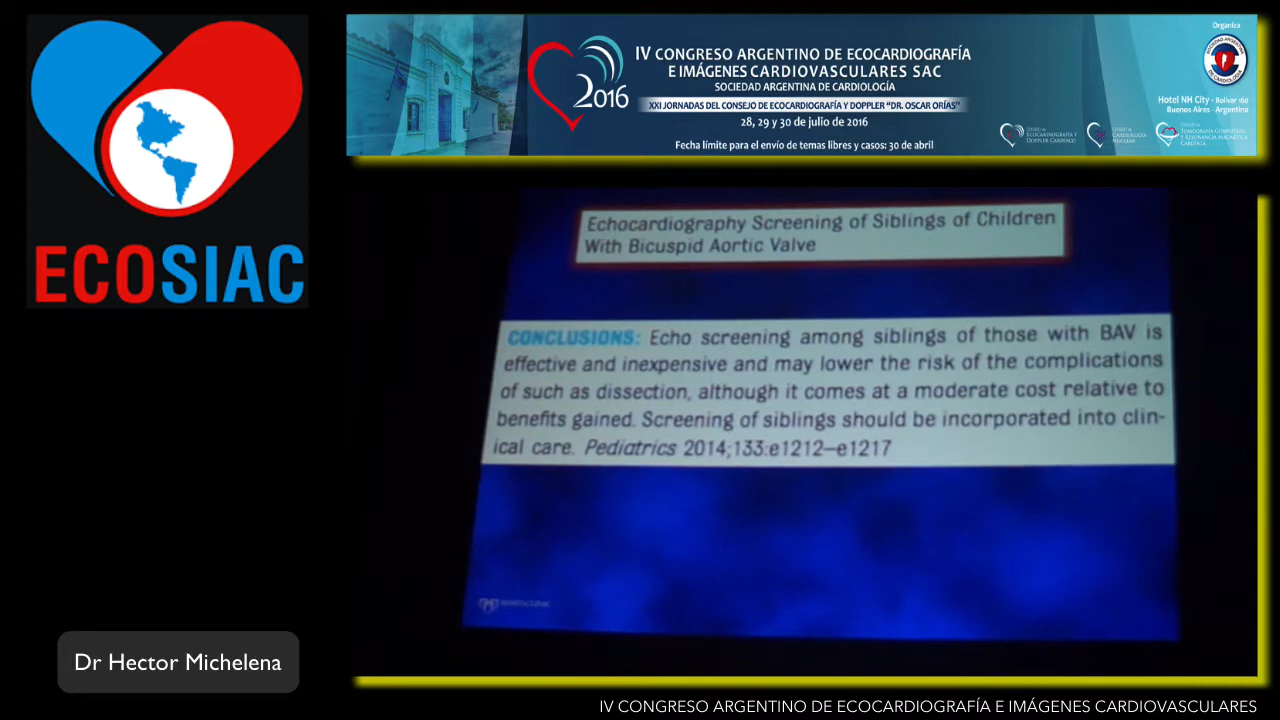 ECOSIAC
2016
IV CONGRESO ARGENTINO DE ECOCARDIOGRAFÍA
E IMÁGENES CARDIOVASCULARES SAC
SOCIEDAD ARGENTINA DE CARDIOLOGÍA
XXI JORNADAS DEL CONSEJO DE ECOCARDIOGRAFÍA Y DOPPLER "DR. OSCAR ORÍAS"
28, 29 y 30 de julio de 2016
Fecha límite para el envío de temas libres y casos: 30 de abril
Organiza
Hotel NH City - Bolívar 160
Buenos Aires - Argentina
Echocardiography Screening of Siblings of Children
With Bicuspid Aortic Valve
CONCLUSIONS: Echo screening among siblings of those with BAV is
effective and inexpensive and may lower the risk of the complications
of such as dissection, although it comes at a moderate cost relative to
benefits gained. Screening of siblings should be incorporated into clin-
ical care. Pediatrics 2014;133:e1212–e1217
Dr Hector Michelena
IV CONGRESO ARGENTINO DE ECOCARDIOGRAFÍA E IMÁGENES CARDIOVASCULARES